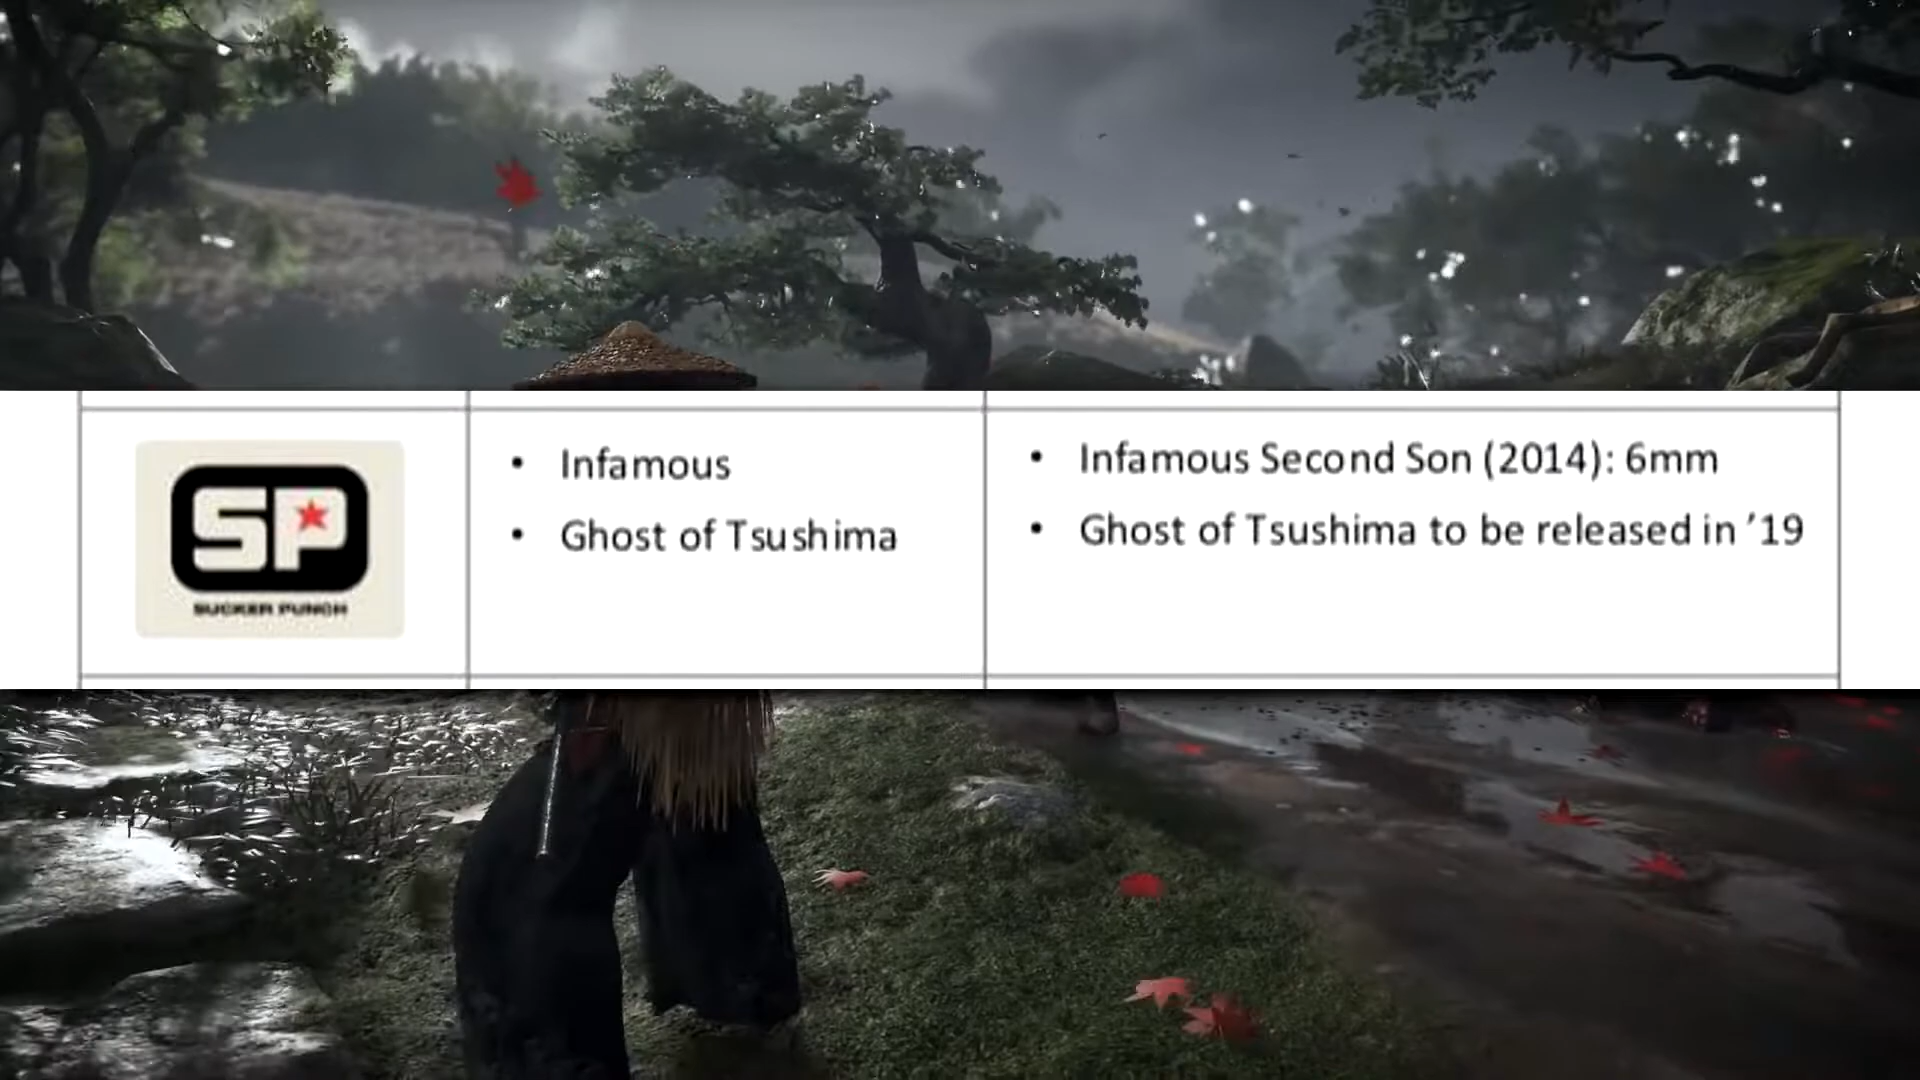 SP
SUCKER PUNCH
• Infamous
• Ghost of Tsushima
• Infamous Second Son (2014): 6mm
• Ghost of Tsushima to be released in ’19